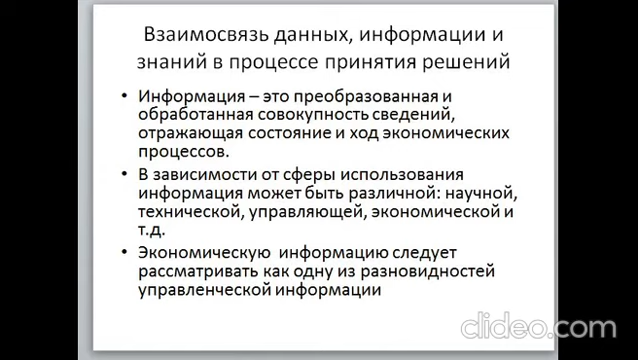 Взаимосвязь данных, информации и
знаний в процессе принятия решений
• Информация – это преобразованная и
обработанная совокупность сведений,
отражающая состояние и ход экономических
процессов.
• В зависимости от сферы использования
информация может быть различной: научной,
технической, управляющей, экономической и
т.д.
• Экономическую информацию следует
рассматривать как одну из разновидностей
управленческой информации
clideo.com